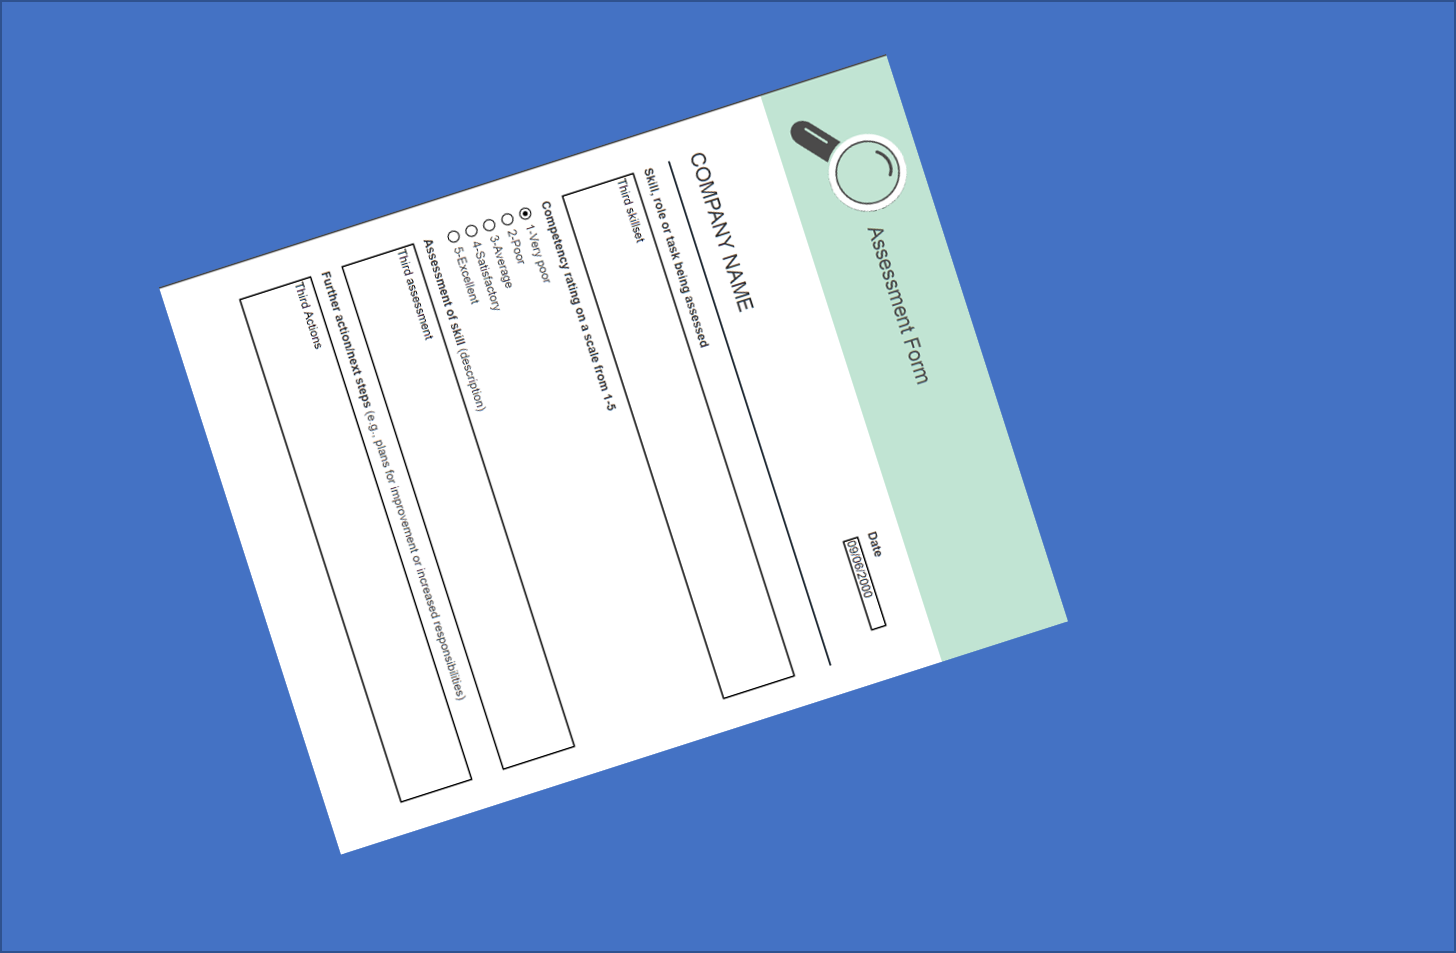 Assessment Form
Date
09/06/2000
COMPANY NAME
Skill, role or task being assessed
Third skillset
Competency rating on a scale from 1-5
1-Very poor
2-Poor
3-Average
4-Satisfactory
5-Excellent
Assessment of skill (description)
Third assessment
Further action/next steps (e.g., plans for improvement or increased responsibilities)
Third Actions